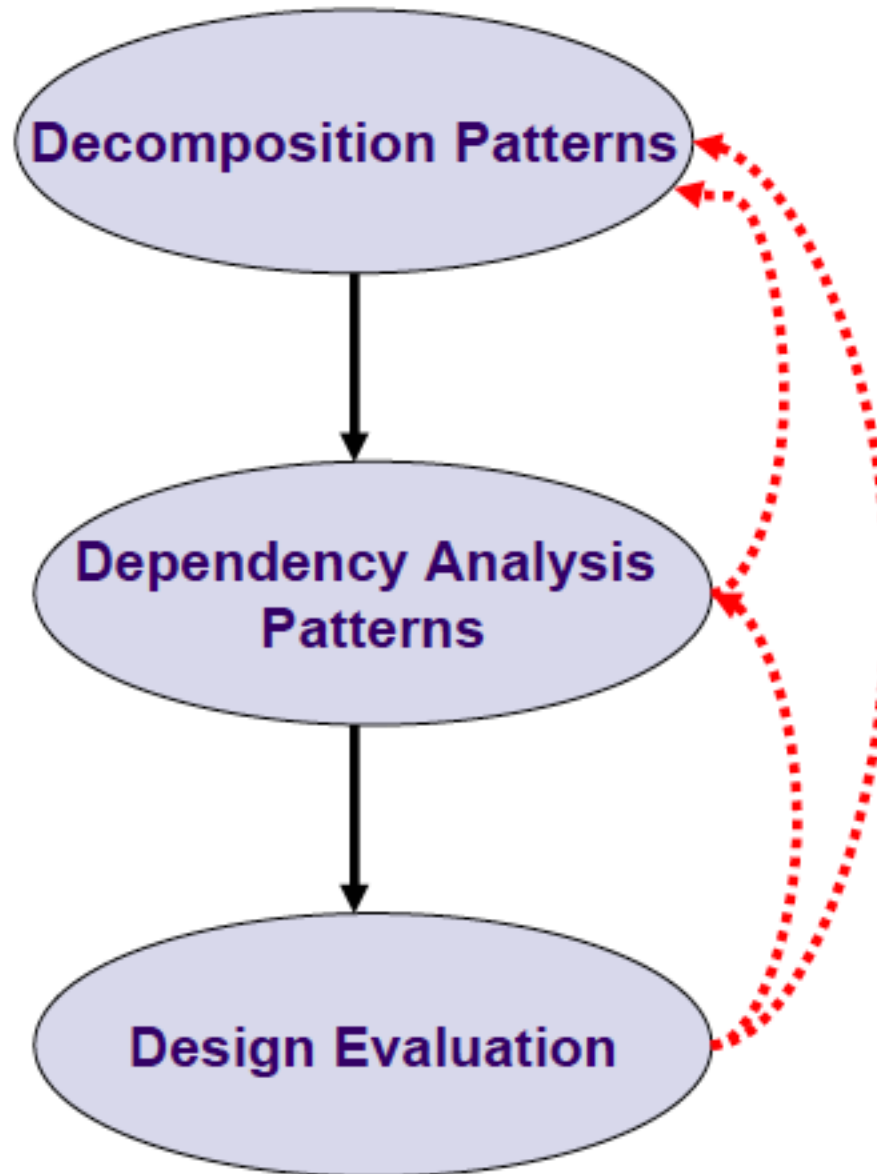 Decomposition Patterns
Dependency Analysis
Patterns
Design Evaluation